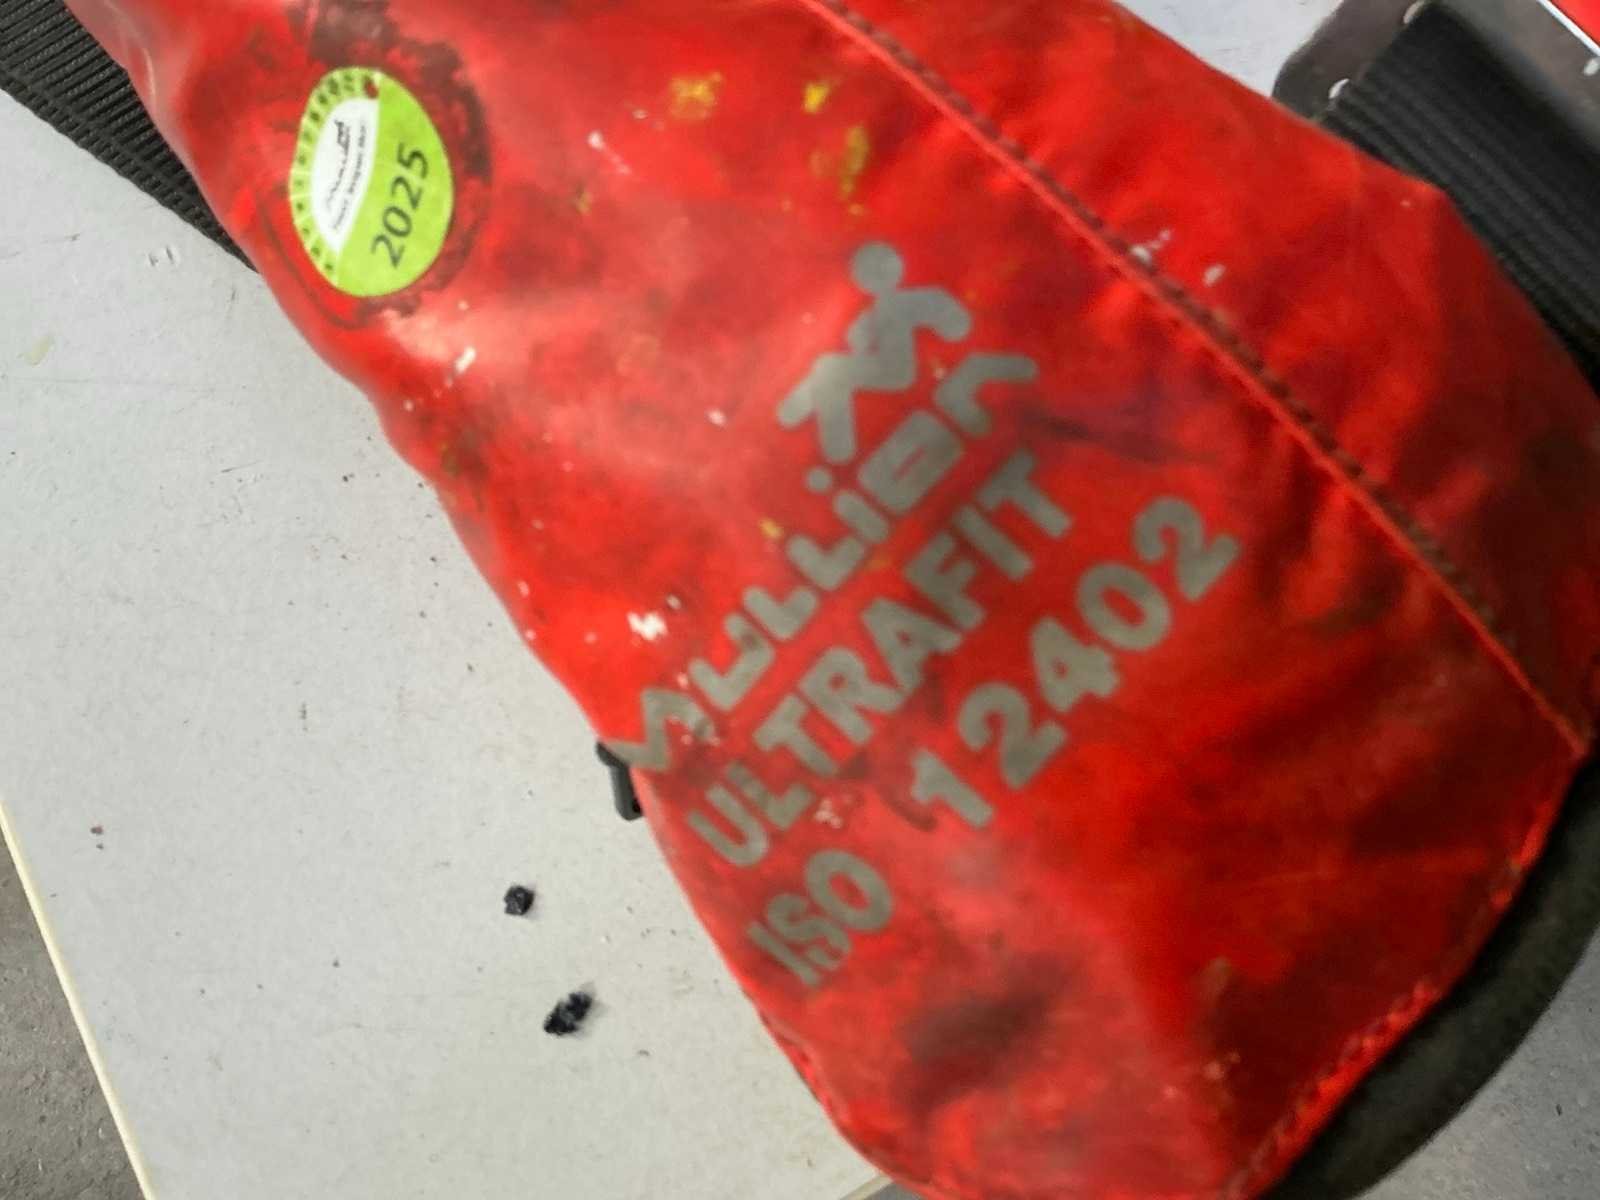 2025
Mullion
ULTRAFIT
ISO 12402